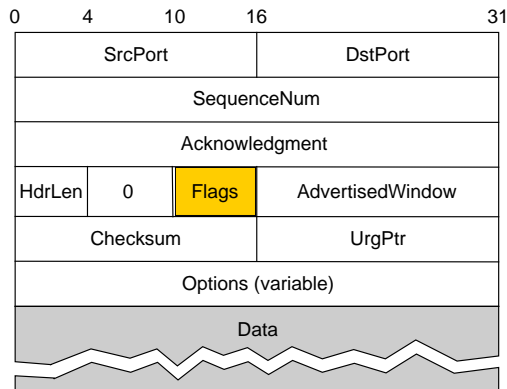 0 4 10 16 31
SrcPort DstPort
SequenceNum
Acknowledgment
HdrLen 0 Flags AdvertisedWindow
Checksum UrgPtr
Options (variable)
Data